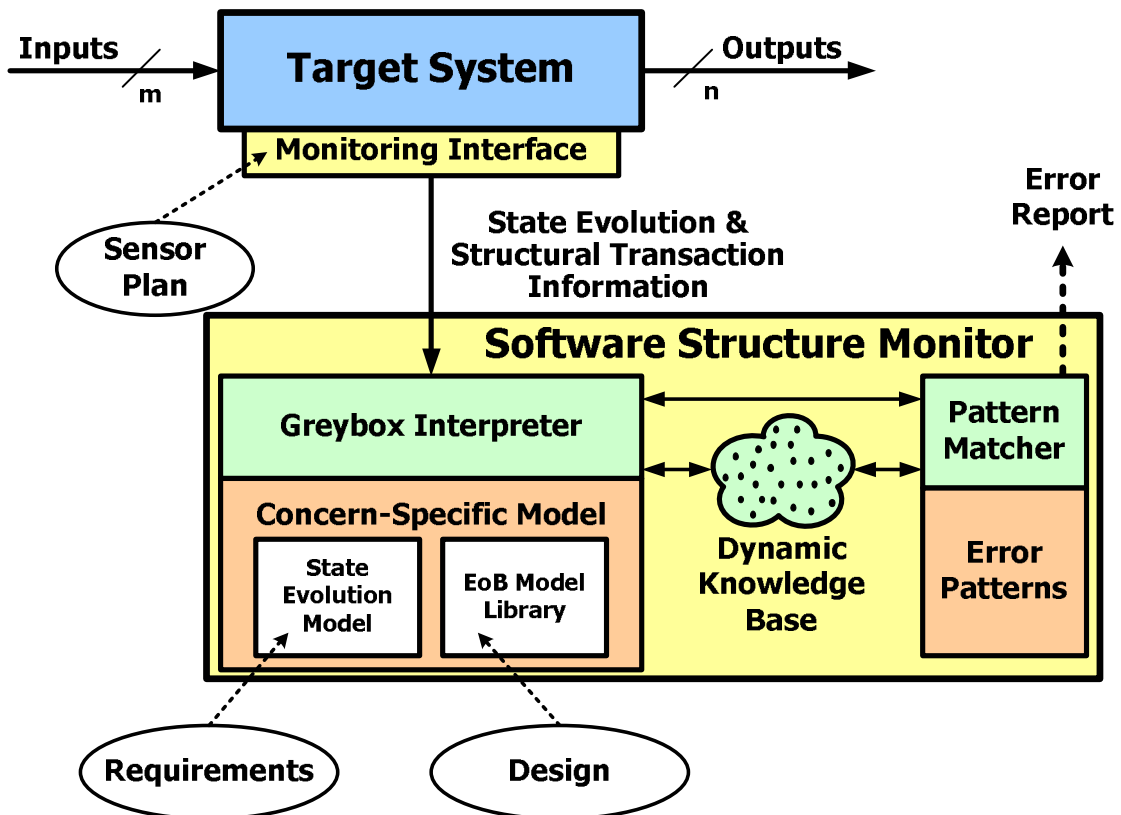 Inputs
m
Target System
Outputs
n
Monitoring Interface
Sensor
Plan
State Evolution &
Structural Transaction
Information
Error
Report
Software Structure Monitor
Greybox Interpreter
Pattern
Matcher
Concern-Specific Model
State
Evolution
Model
EoB Model
Library
Dynamic
Knowledge
Base
Error
Patterns
Requirements
Design